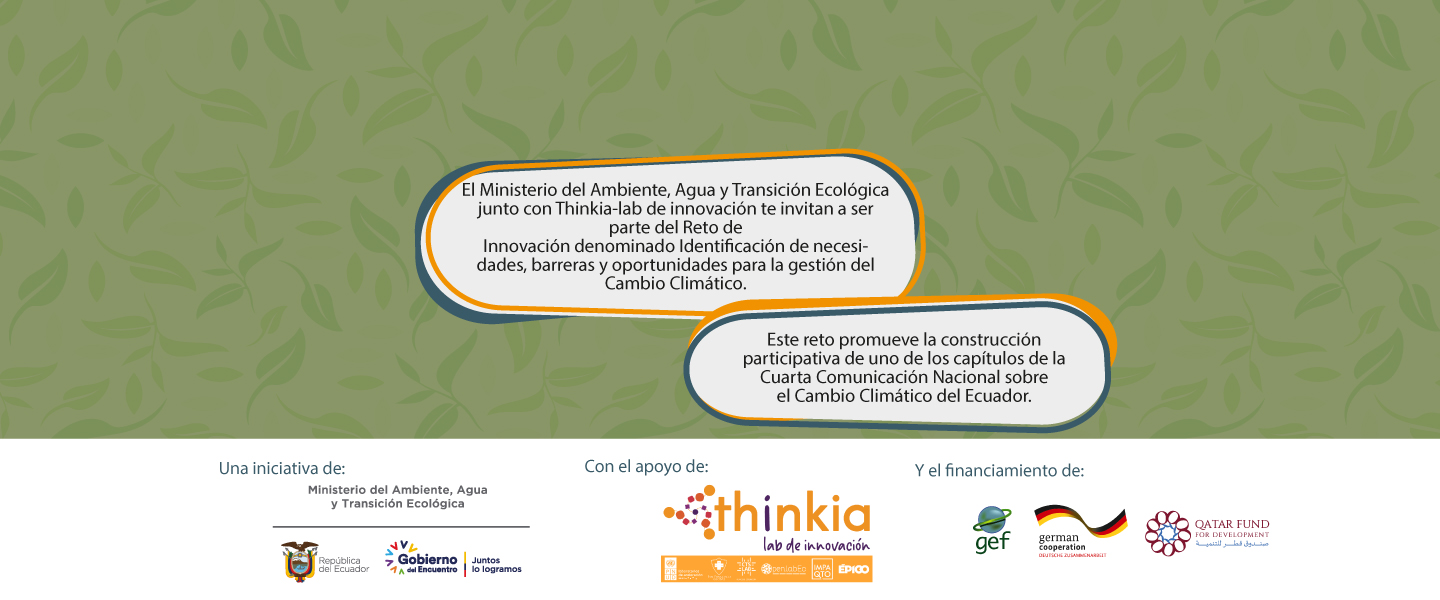 El Ministerio del Ambiente, Agua y Transición Ecológica
junto con Thinkia-lab de innovación te invitan a ser
parte del Reto de
Innovación denominado Identificación de necesi-
dades, barreras y oportunidades para la gestión del
Cambio Climático.
Este reto promueve la construcción
participativa de uno de los capítulos de la
Cuarta Comunicación Nacional sobre
el Cambio Climático del Ecuador.
Una iniciativa de:
Ministerio del Ambiente, Agua
y Transición Ecológica
República
del Ecuador
Gobierno
del Encuentro
Juntos
lo logramos
Con el apoyo de:
thinkia
lab de innovación
IMPA
QTO
ÉPICO
Y el financiamiento de:
gef
german
cooperation
DEUTSCHE ZUSAMMENARBEIT
QATAR FUND
FOR DEVELOPMENT
صندوق قطر للتنمية